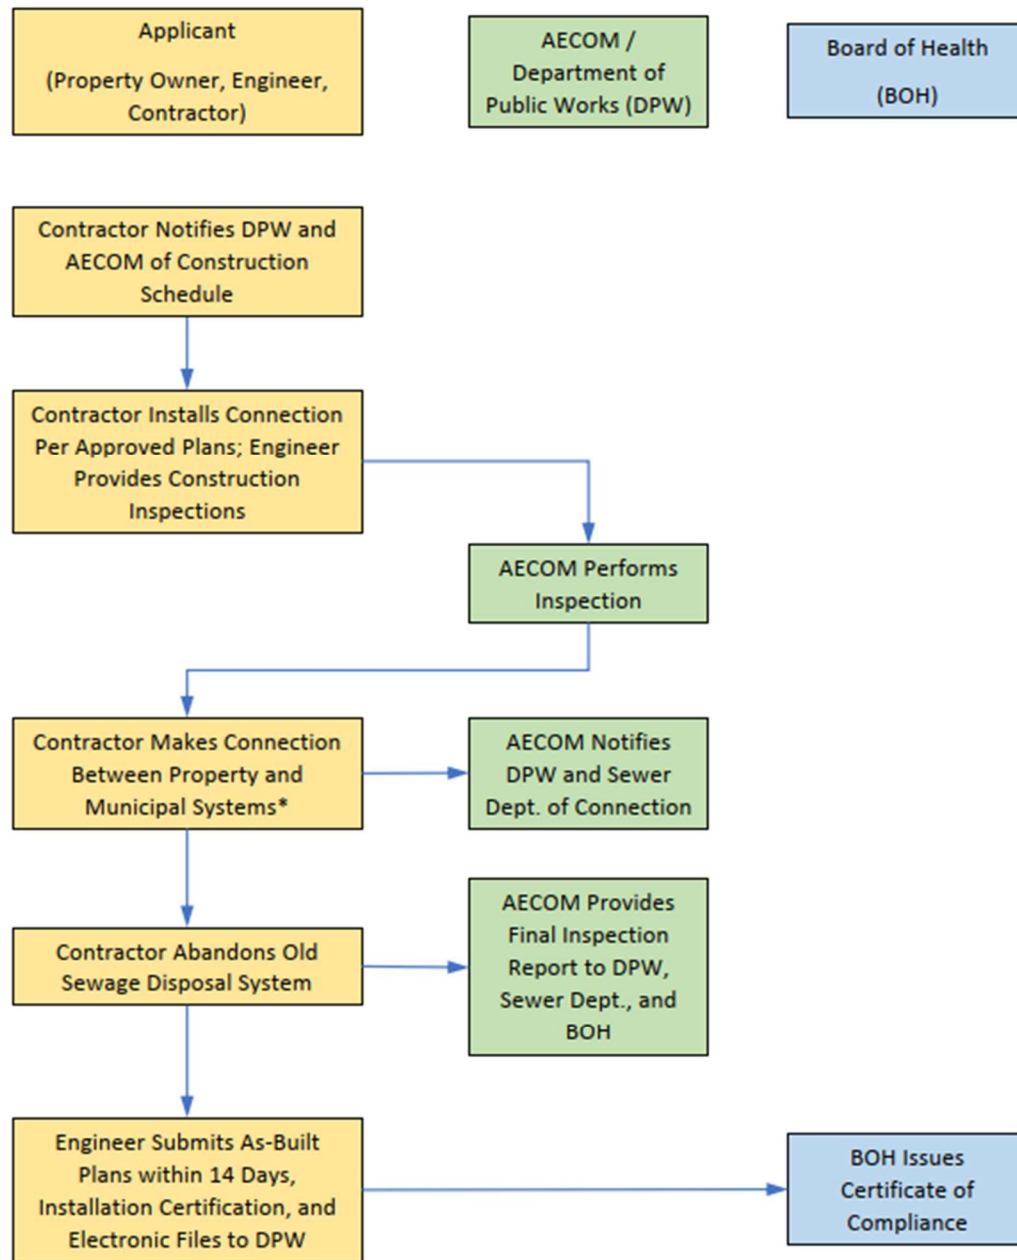 Applicant
(Property Owner, Engineer,
Contractor)
AECOM /
Department of
Public Works (DPW)
Board of Health
(BOH)
Contractor Notifies DPW and
AECOM of Construction
Schedule
Contractor Installs Connection
Per Approved Plans; Engineer
Provides Construction
Inspections
AECOM Performs
Inspection
Contractor Makes Connection
Between Property and
Municipal Systems*
AECOM Notifies
DPW and Sewer
Dept. of Connection
Contractor Abandons Old
Sewage Disposal System
AECOM Provides
Final Inspection
Report to DPW,
Sewer Dept., and
BOH
Engineer Submits As-Built
Plans within 14 Days,
Installation Certification, and
Electronic Files to DPW
BOH Issues
Certificate of
Compliance